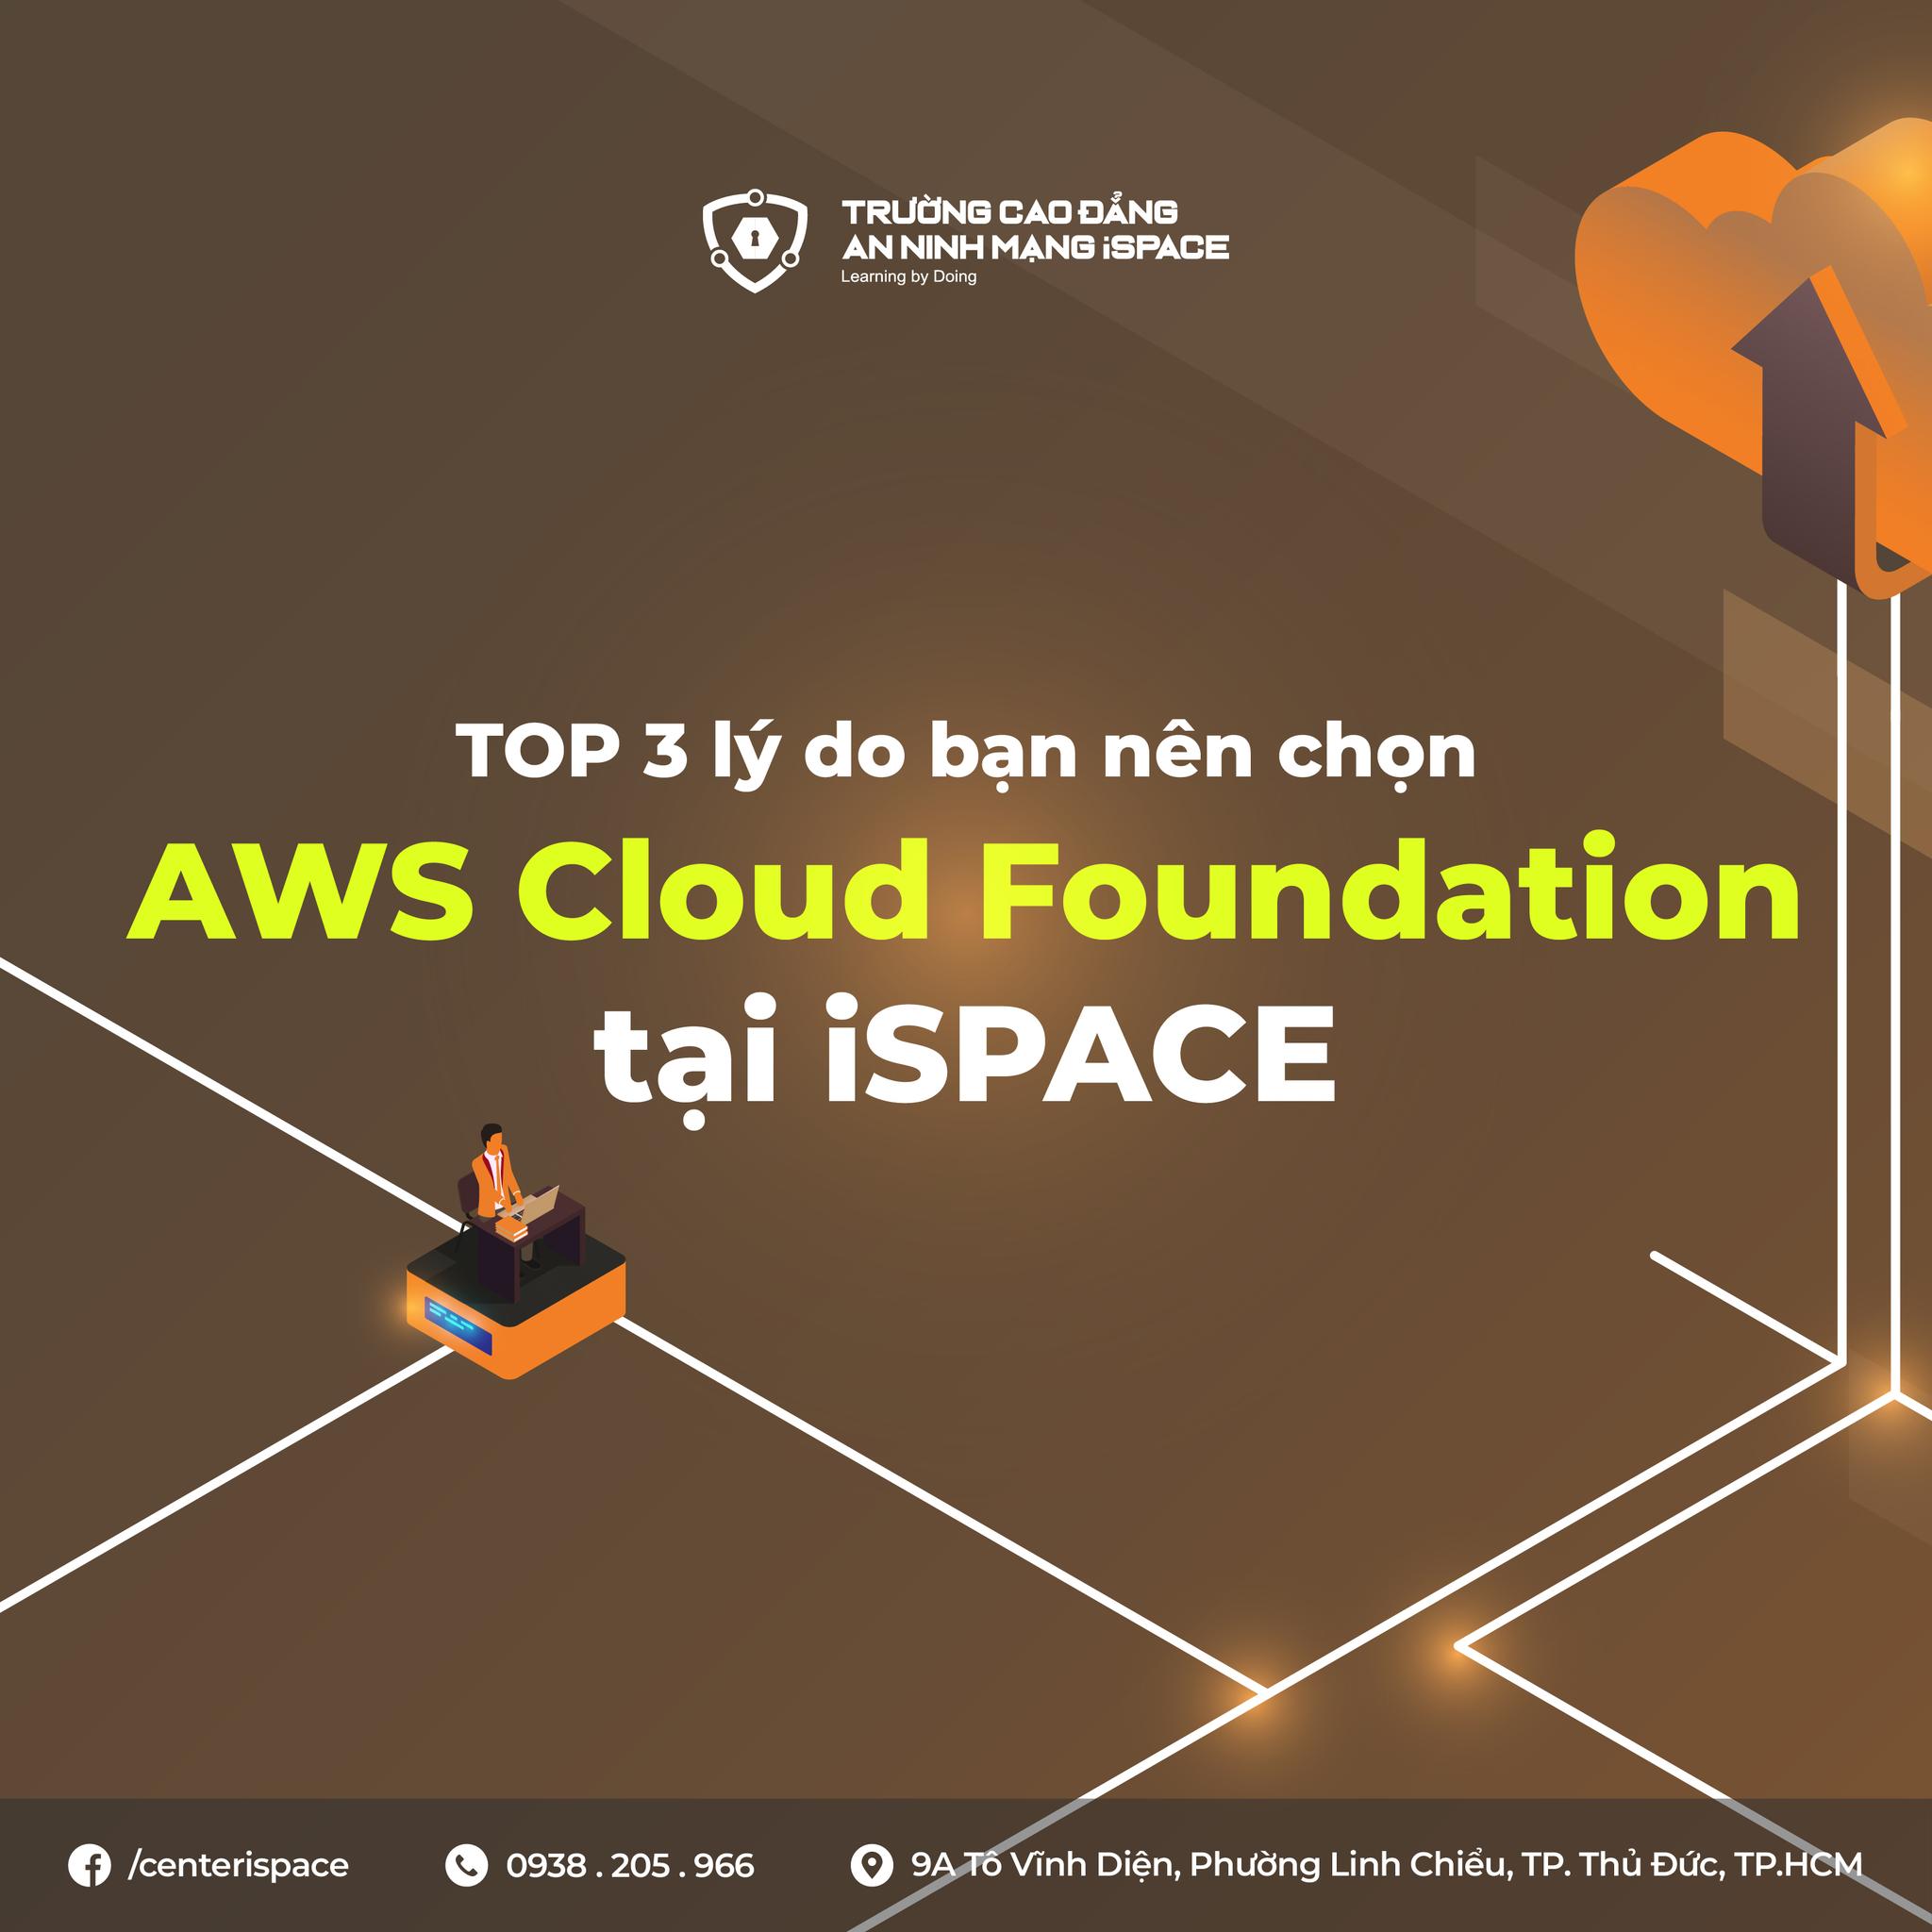 TRƯỜNG CAO ĐẲNG
AN NINH MẠNG iSPACE
Learning by Doing
TOP 3 lý do bạn nên chọn
AWS Cloud Foundation
tại iSPACE
/centerispace
0938 . 205 . 966
9A Tô Vĩnh Diện, Phường Linh Chiểu, TP. Thủ Đức, TP.HCM